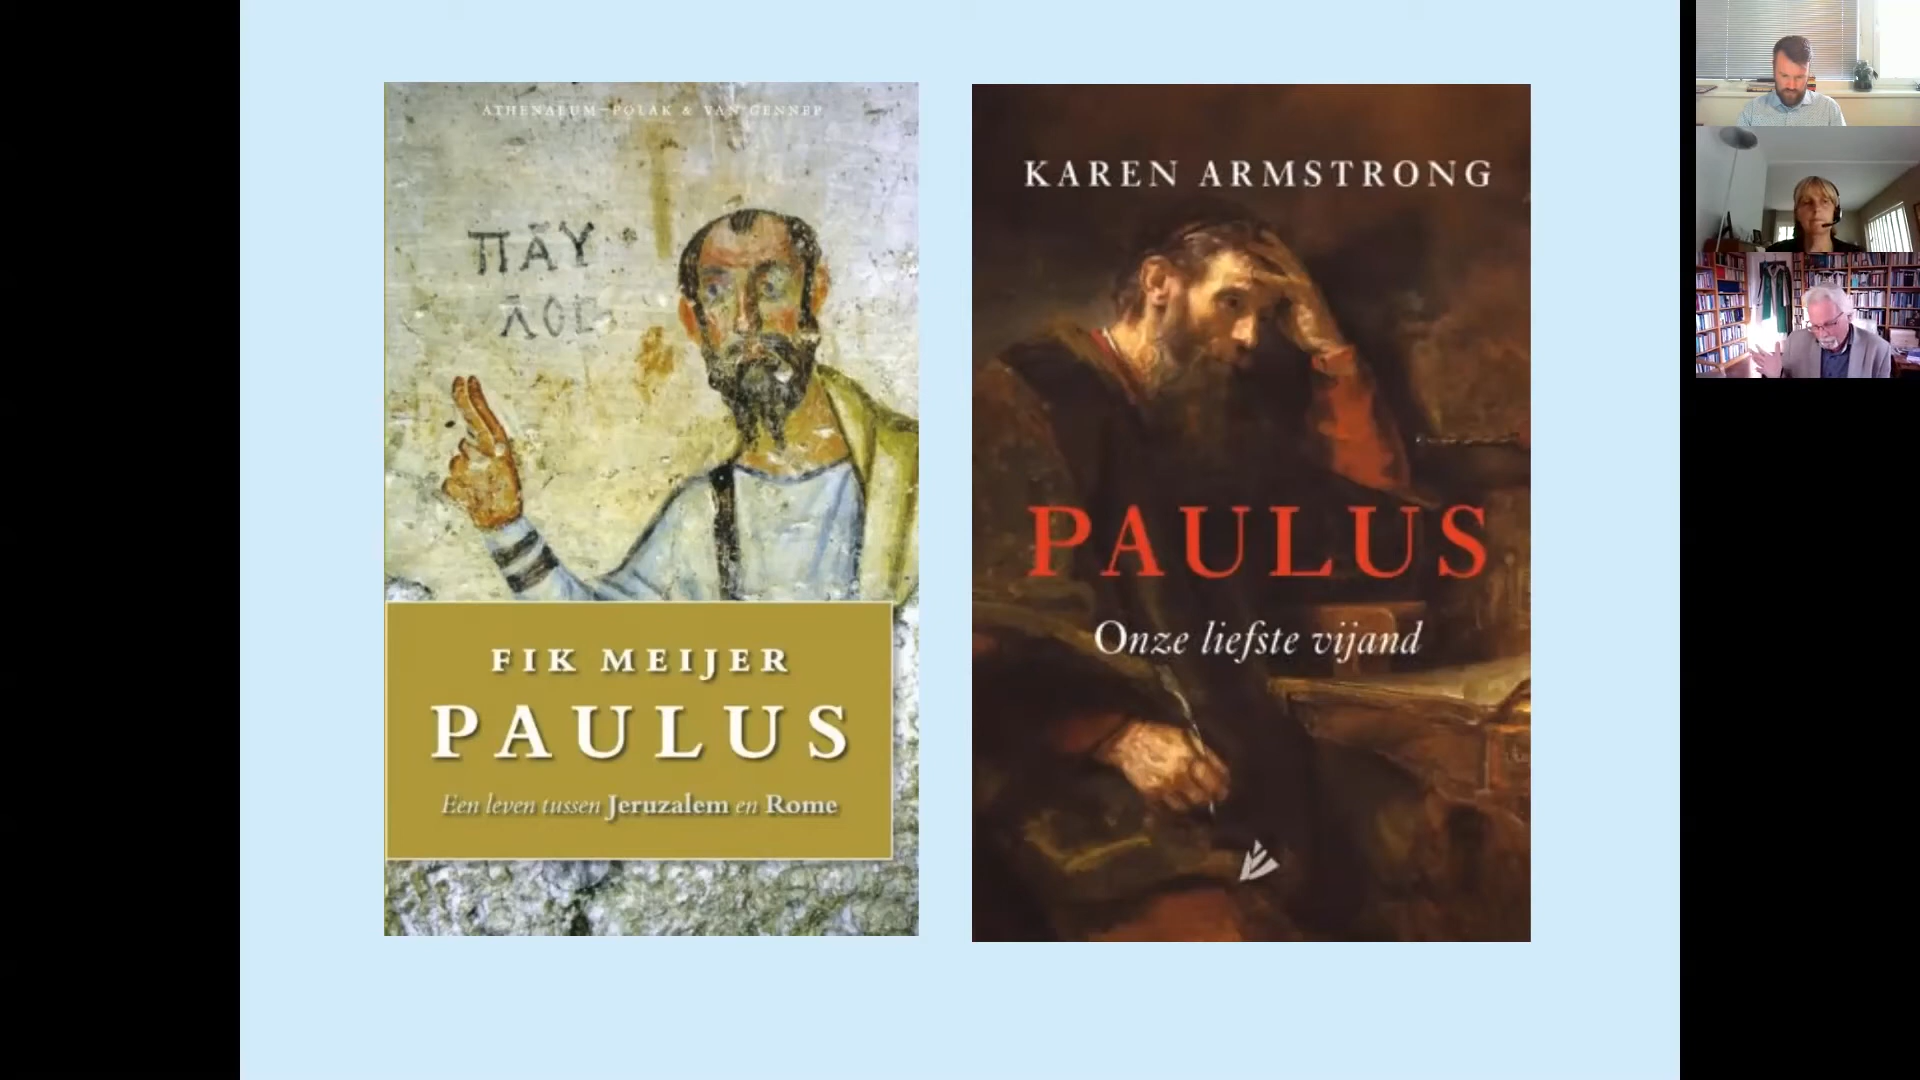 ATHENAEUM—POLAK & VAN GENNEP
ΠΑΥ
ΛΟС
FIK MEIJER
PAULUS
Een leven tussen Jeruzalem en Rome
KAREN ARMSTRONG
PAULUS
Onze liefste vijand